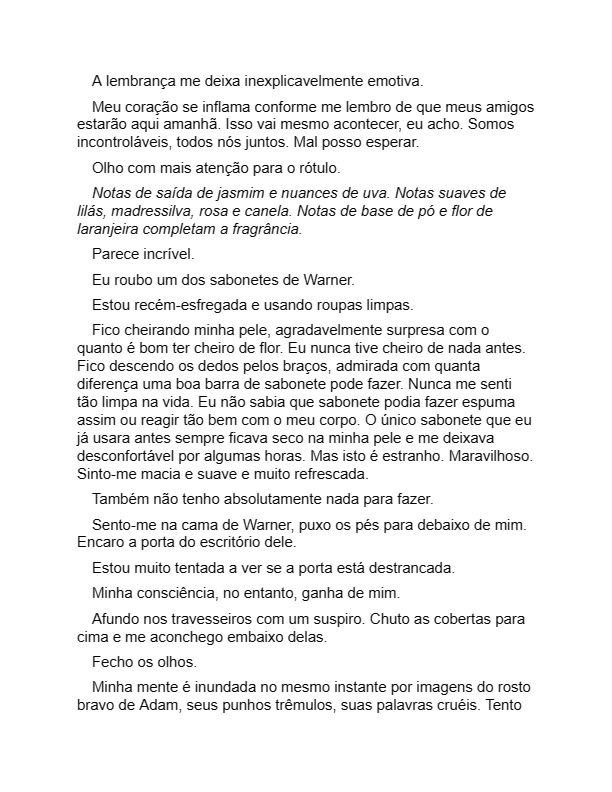 A lembrança me deixa inexplicavelmente emotiva.
Meu coração se inflama conforme me lembro de que meus amigos
estarão aqui amanhã. Isso vai mesmo acontecer, eu acho. Somos
incontroláveis, todos nós juntos. Mal posso esperar.
Olho com mais atenção para o rótulo.
Notas de saída de jasmim e nuances de uva. Notas suaves de
lilás, madressilva, rosa e canela. Notas de base de pó e flor de
laranjeira completam a fragrância.
Parece incrível.
Eu roubo um dos sabonetes de Warner.
Estou recém-esfregada e usando roupas limpas.
Fico cheirando minha pele, agradavelmente surpresa com o
quanto é bom ter cheiro de flor. Eu nunca tive cheiro de nada antes.
Fico descendo os dedos pelos braços, admirada com quanta
diferença uma boa barra de sabonete pode fazer. Nunca me senti
tão limpa na vida. Eu não sabia que sabonete podia fazer espuma
assim ou reagir tão bem com o meu corpo. O único sabonete que eu
já usara antes sempre ficava seco na minha pele e me deixava
desconfortável por algumas horas. Mas isto é estranho. Maravilhoso.
Sinto-me macia e suave e muito refrescada.
Também não tenho absolutamente nada para fazer.
Sento-me na cama de Warner, puxo os pés para debaixo de mim.
Encaro a porta do escritório dele.
Estou muito tentada a ver se a porta está destrancada.
Minha consciência, no entanto, ganha de mim.
Afundo nos travesseiros com um suspiro. Chuto as cobertas para
cima e me aconchego embaixo delas.
Fecho os olhos.
Minha mente é inundada no mesmo instante por imagens do rosto
bravo de Adam, seus punhos trêmulos, suas palavras cruéis. Tento